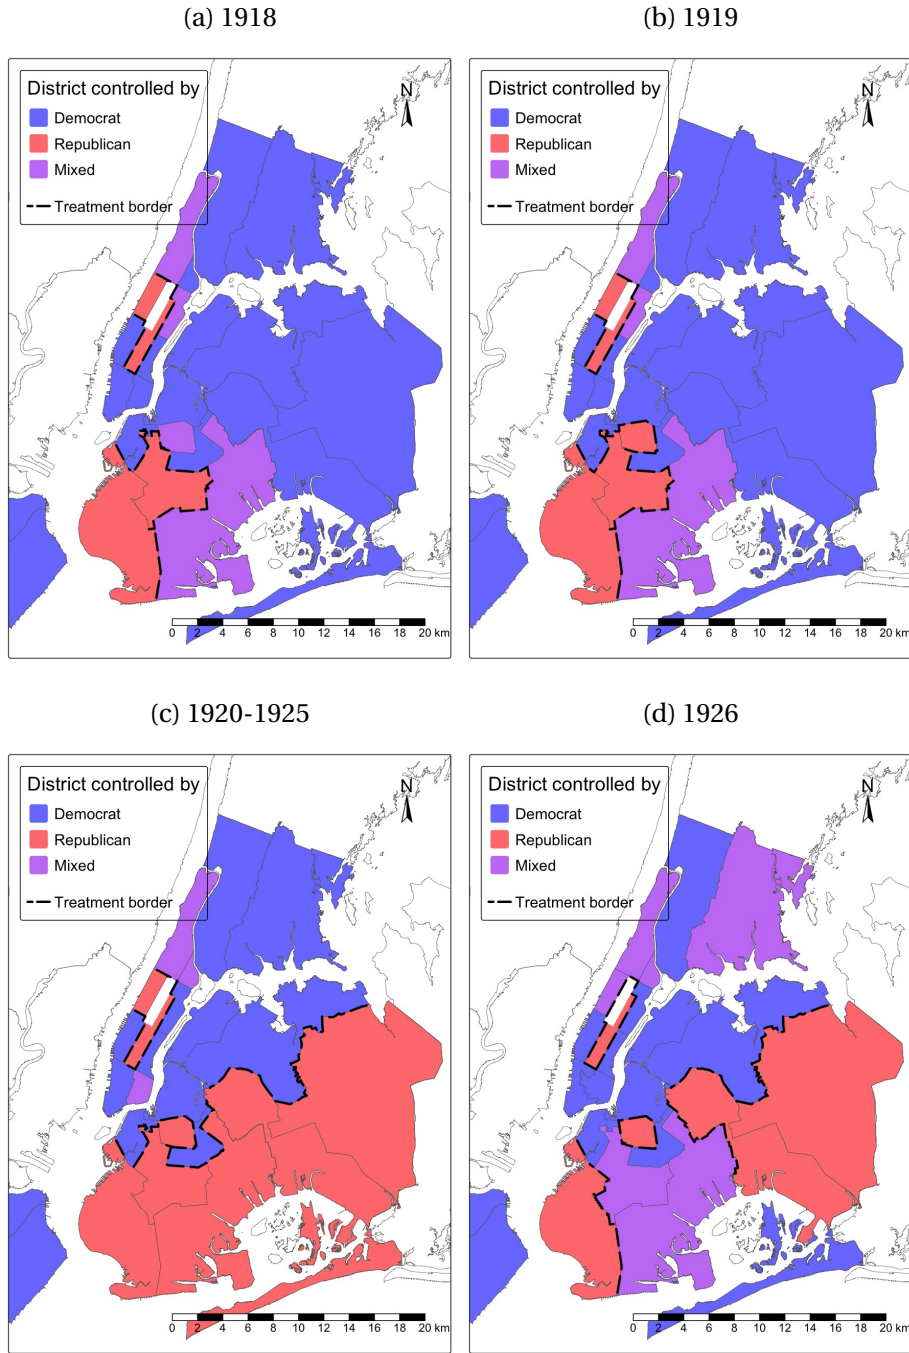 (a) 1918
District controlled by
Democrat
Republican
Mixed
Treatment border
N
0 2 4 6 8 10 12 14 16 18 20 km
(b) 1919
District controlled by
Democrat
Republican
Mixed
Treatment border
N
0 2 4 6 8 10 12 14 16 18 20 km
(c) 1920-1925
District controlled by
Democrat
Republican
Mixed
Treatment border
N
0 2 4 6 8 10 12 14 16 18 20 km
(d) 1926
District controlled by
Democrat
Republican
Mixed
Treatment border
N
0 2 4 6 8 10 12 14 16 18 20 km